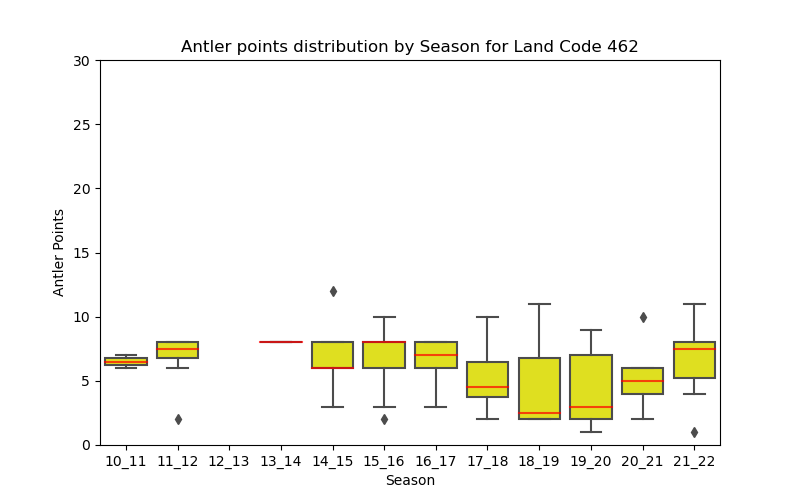 Antler points distribution by Season for Land Code 462
30
25
20
15
10
5
0
Antler Points
10_11 11_12 12_13 13_14 14_15 15_16 16_17 17_18 18_19 19_20 20_21 21_22
Season